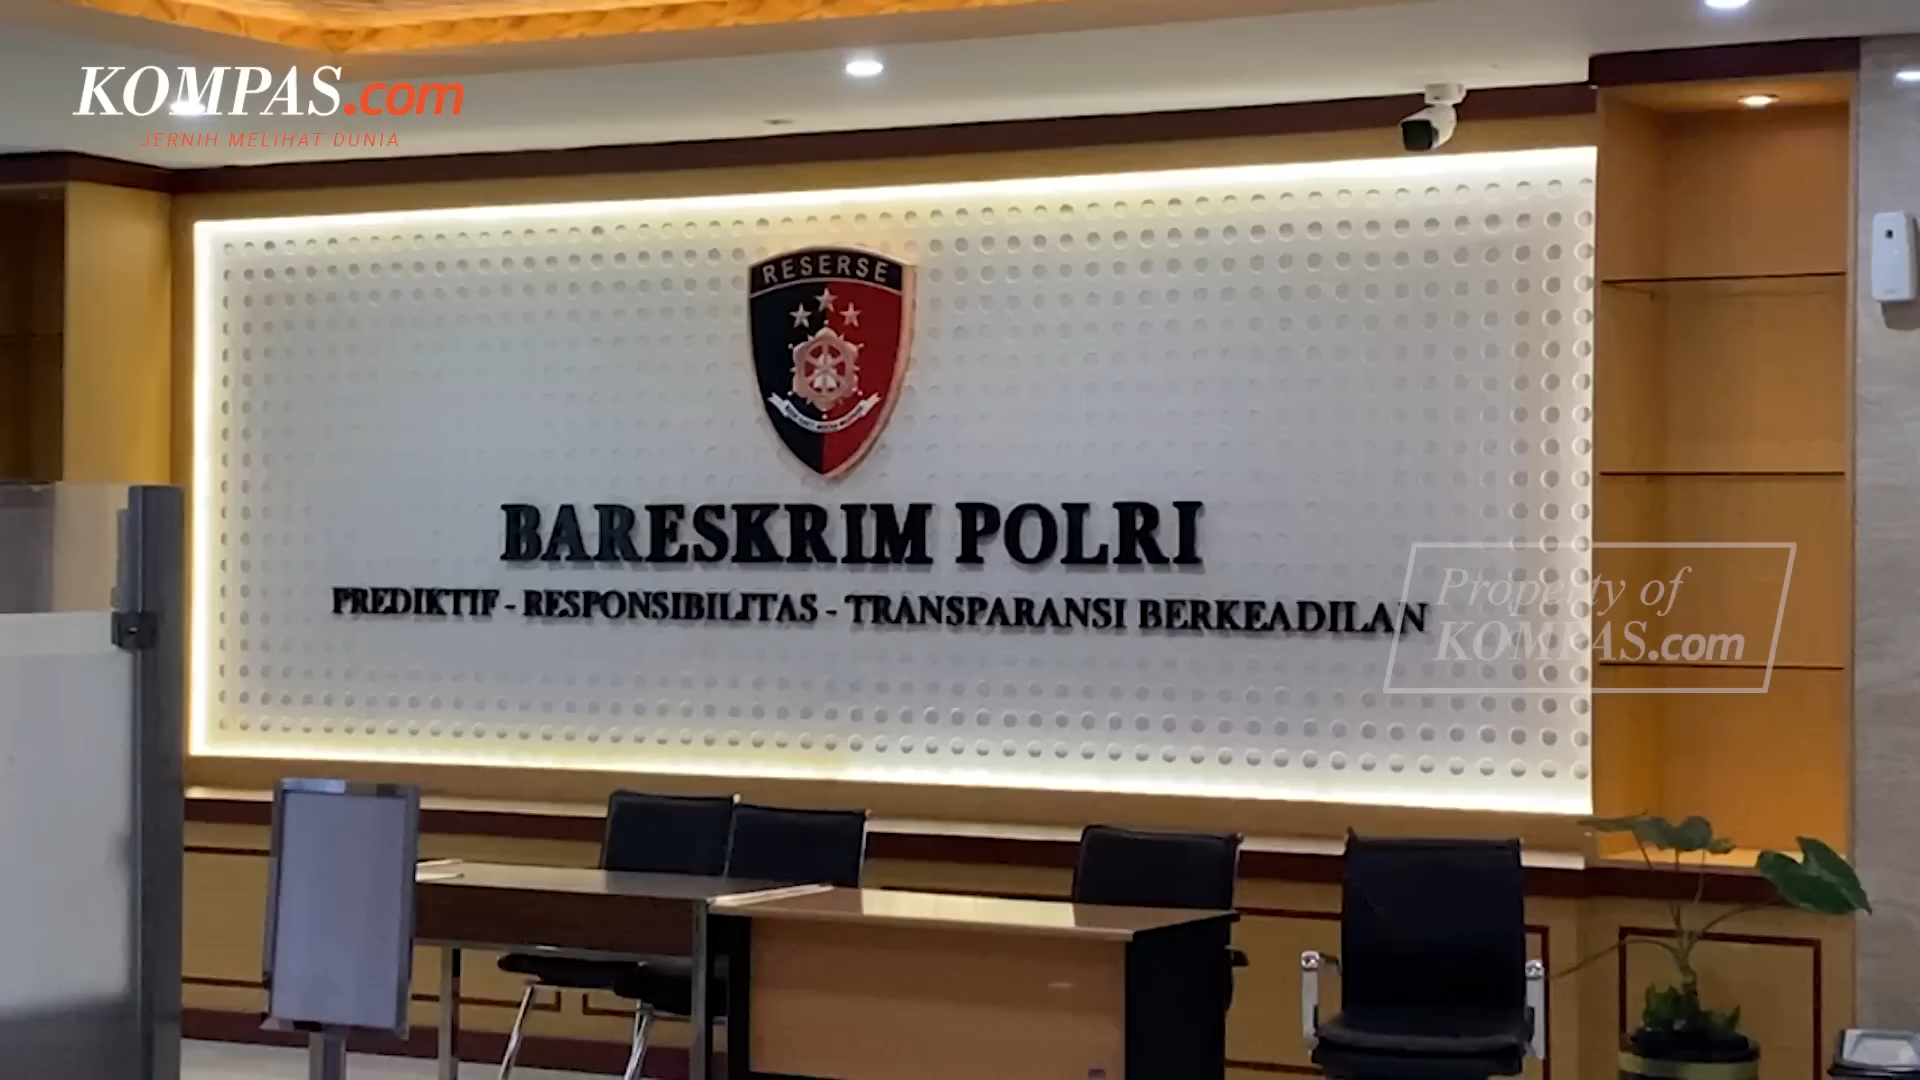 KOMPAS.com
JERNIH MELIHAT DUNIA
RESERSE
BARESKRIM POLRI
PREDIKTIF - RESPONSIBILITAS - TRANSPARANSI BERKEADILAN
Property of
KOMPAS.com